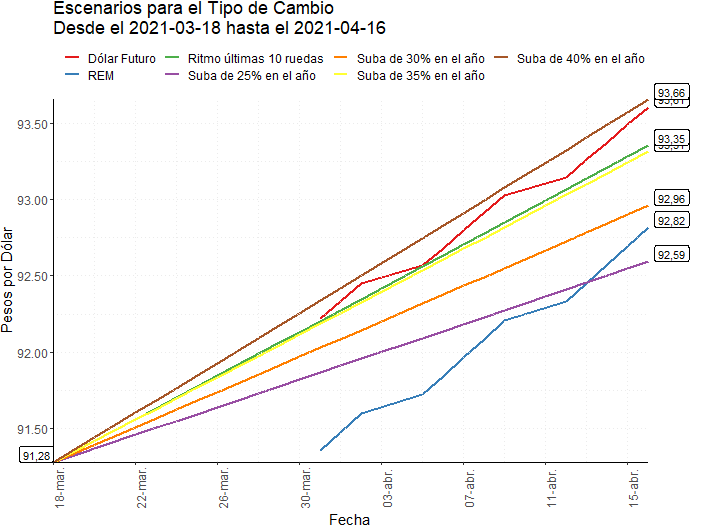 Escenarios para el Tipo de Cambio
Desde el 2021-03-18 hasta el 2021-04-16
Dólar Futuro
Ritmo últimas 10 ruedas
Suba de 30% en el año
Suba de 40% en el año
REM
Suba de 25% en el año
Suba de 35% en el año
Pesos por Dólar
93.50
93.00
92.50
92.00
91.50
91,28
93,66
93,35
92,96
92,82
92,59
18-mar.
22-mar.
26-mar.
30-mar.
03-abr.
07-abr.
11-abr.
15-abr.
Fecha